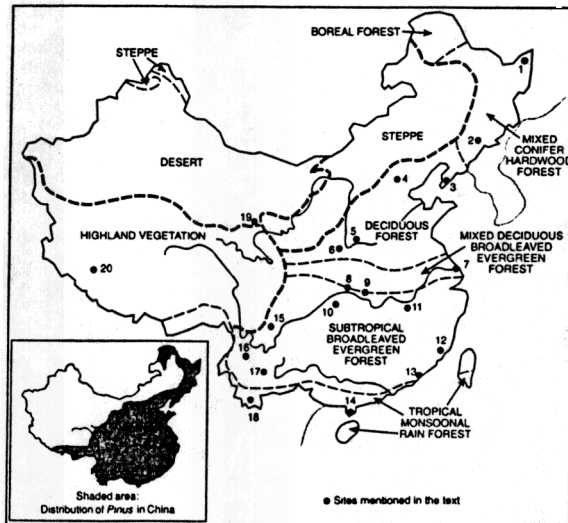 BOREAL FOREST
STEPPE
1
STEPPE
2
MIXED
CONIFER
HARDWOOD
FOREST
DESERT
4
3
19
5
DECIDUOUS
FOREST
6
HIGHLAND VEGETATION
MIXED DECIDUOUS
BROADLEAVED
EVERGREEN
FOREST
20
7
8
9
10
11
15
SUBTROPICAL
BROADLEAVED
EVERGREEN
FOREST
16
12
17
13
14
18
TROPICAL
MONSOONAL
RAIN FOREST
Shaded area:
Distribution of Pinus in China
● Sites mentioned in the text